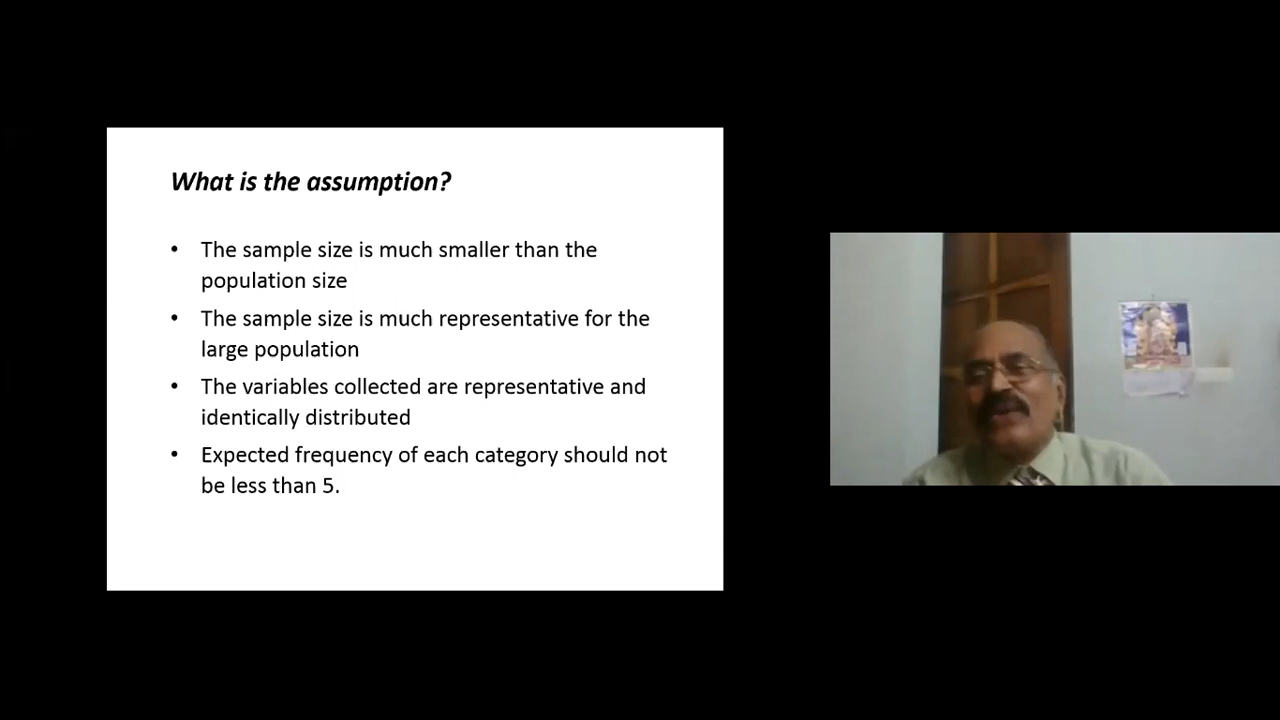 What is the assumption?
• The sample size is much smaller than the
population size
• The sample size is much representative for the
large population
• The variables collected are representative and
identically distributed
• Expected frequency of each category should not
be less than 5.